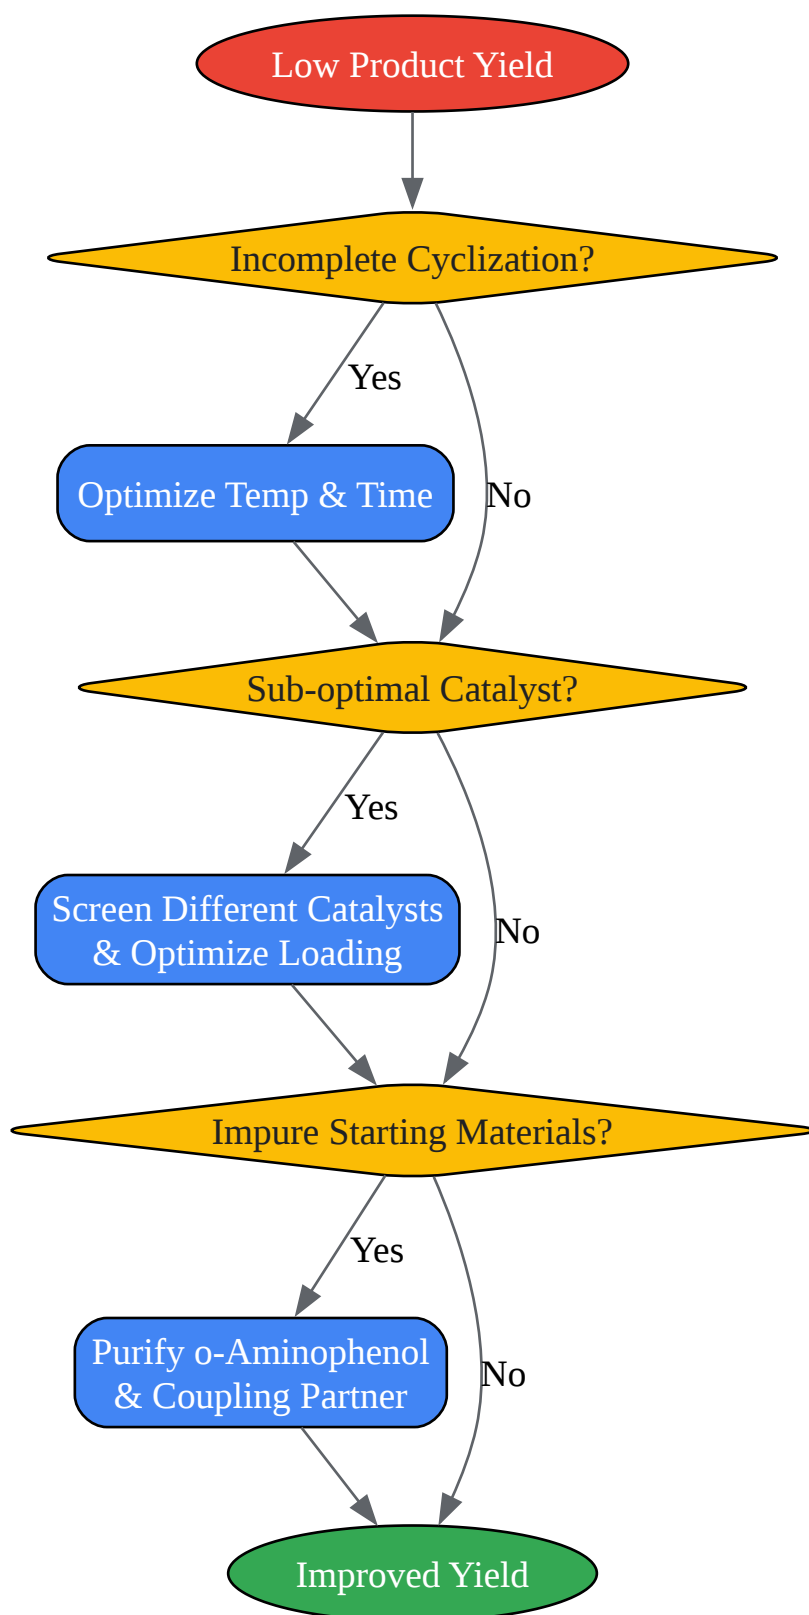 Low Product Yield
Incomplete Cyclization?
Yes
Optimize Temp & Time
No
Sub-optimal Catalyst?
Yes
Screen Different Catalysts
& Optimize Loading
No
Impure Starting Materials?
Yes
Purify o-Aminophenol
& Coupling Partner
No
Improved Yield